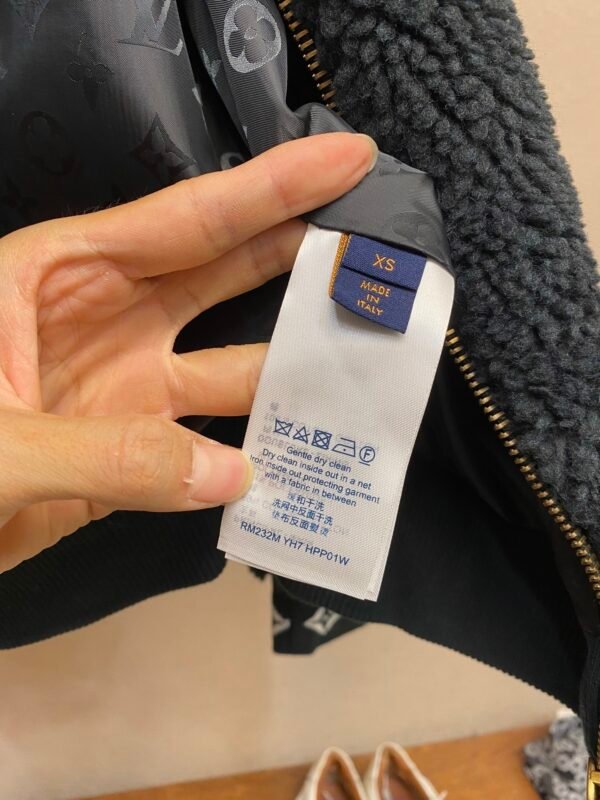 XS
MADE
IN
ITALY
Gentle dry clean
Dry clean inside out in a net
Iron inside out protecting garment
with a fabric in between
缓和干洗
洗网中反面干洗
垫布反面熨烫
RM232M YH7 HPP01W